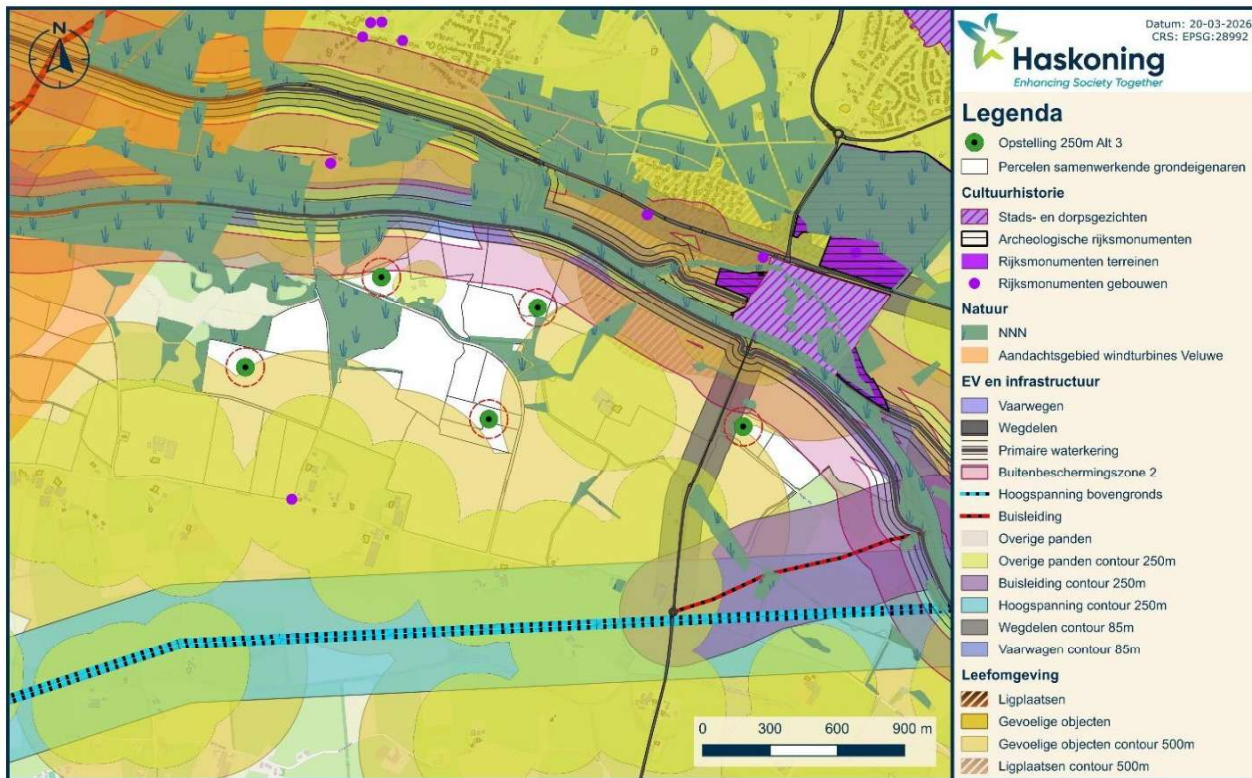 N
Datum: 20-03-2026
CRS: EPSG:28992
Haskoning
Enhancing Society Together
Legenda
Opstelling 250m Alt 3
Percelen samenwerkende grondeigenaren
Cultuurhistorie
Stads- en dorpsgezichten
Archeologische rijksmonumenten
Rijksmonumenten terreinen
Rijksmonumenten gebouwen
Natuur
NNN
Aandachtsgebied windturbines Veluwe
EV en infrastructuur
Vaarwegen
Wegdelen
Primaire waterkering
Buitenbeschermingszone 2
Hoogspanning bovengronds
Buisleiding
Overige panden
Overige panden contour 250m
Buisleiding contour 250m
Hoogspanning contour 250m
Wegdelen contour 85m
Vaarwagen contour 85m
Leefomgeving
Ligplaatsen
Gevoelige objecten
Gevoelige objecten contour 500m
Ligplaatsen contour 500m
0 300 600 900 m